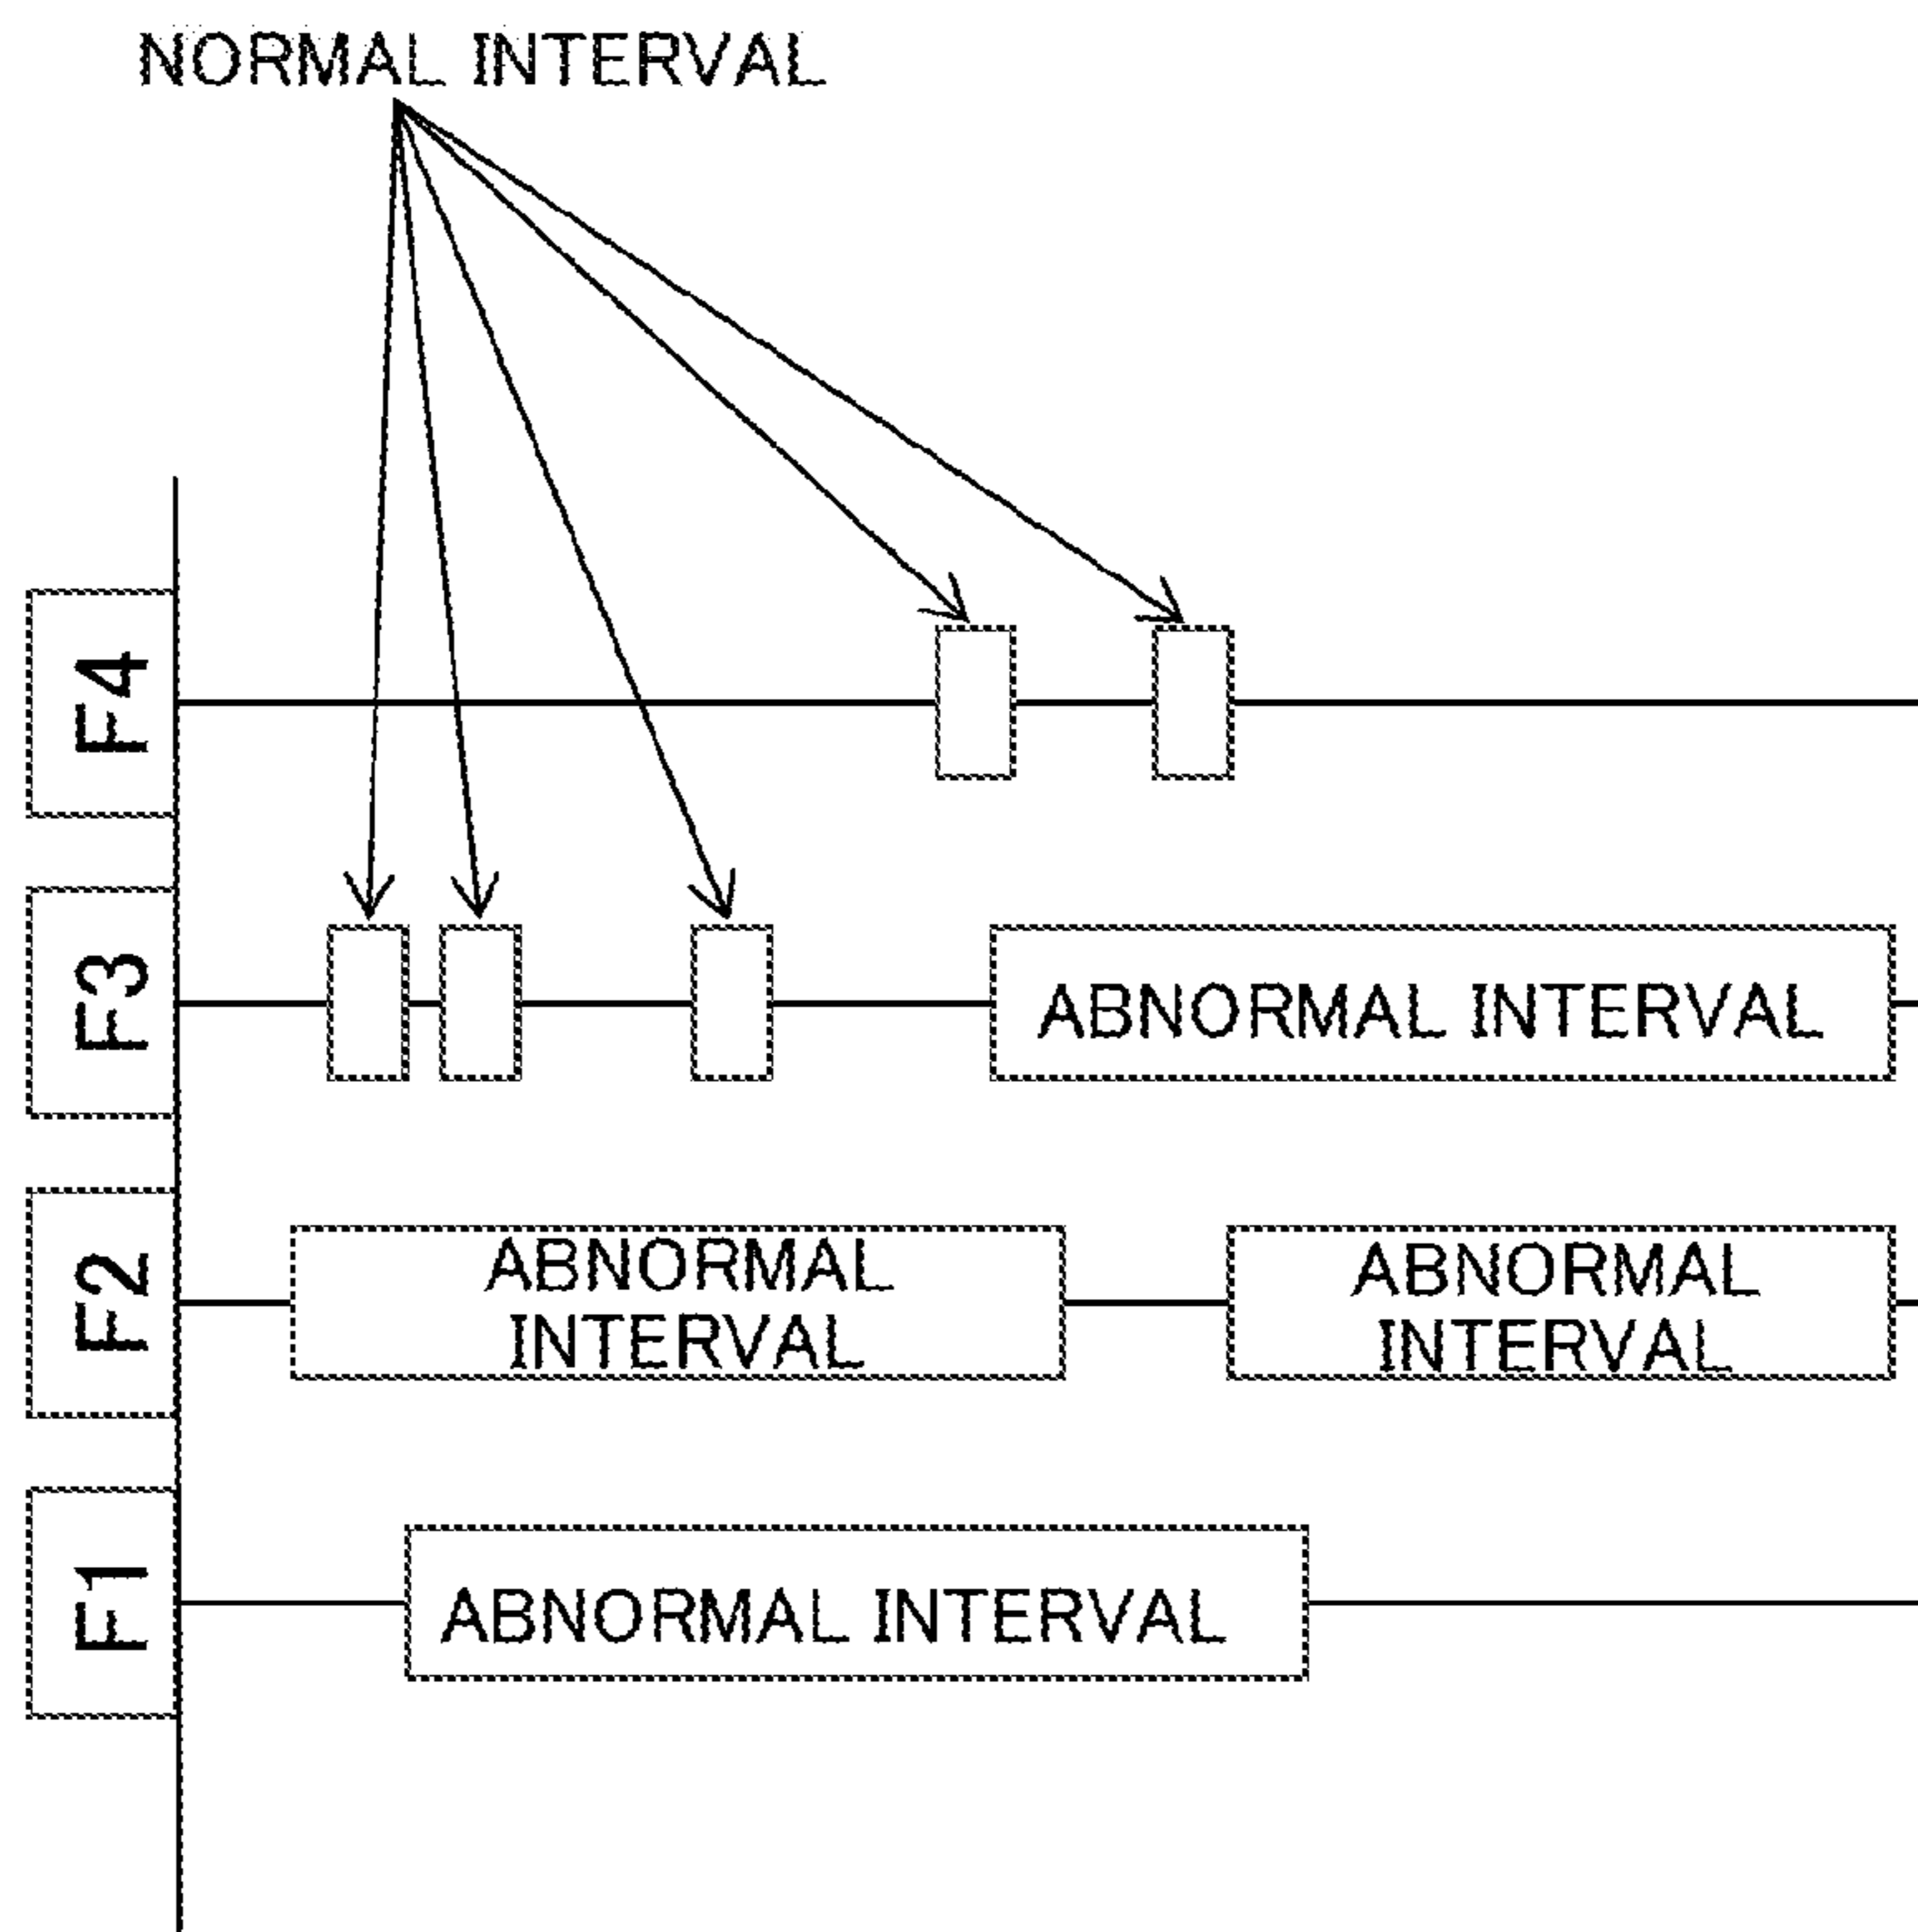 NORMAL INTERVAL
F4
F3
ABNORMAL INTERVAL
F2
ABNORMAL
INTERVAL
ABNORMAL
INTERVAL
F1
ABNORMAL INTERVAL